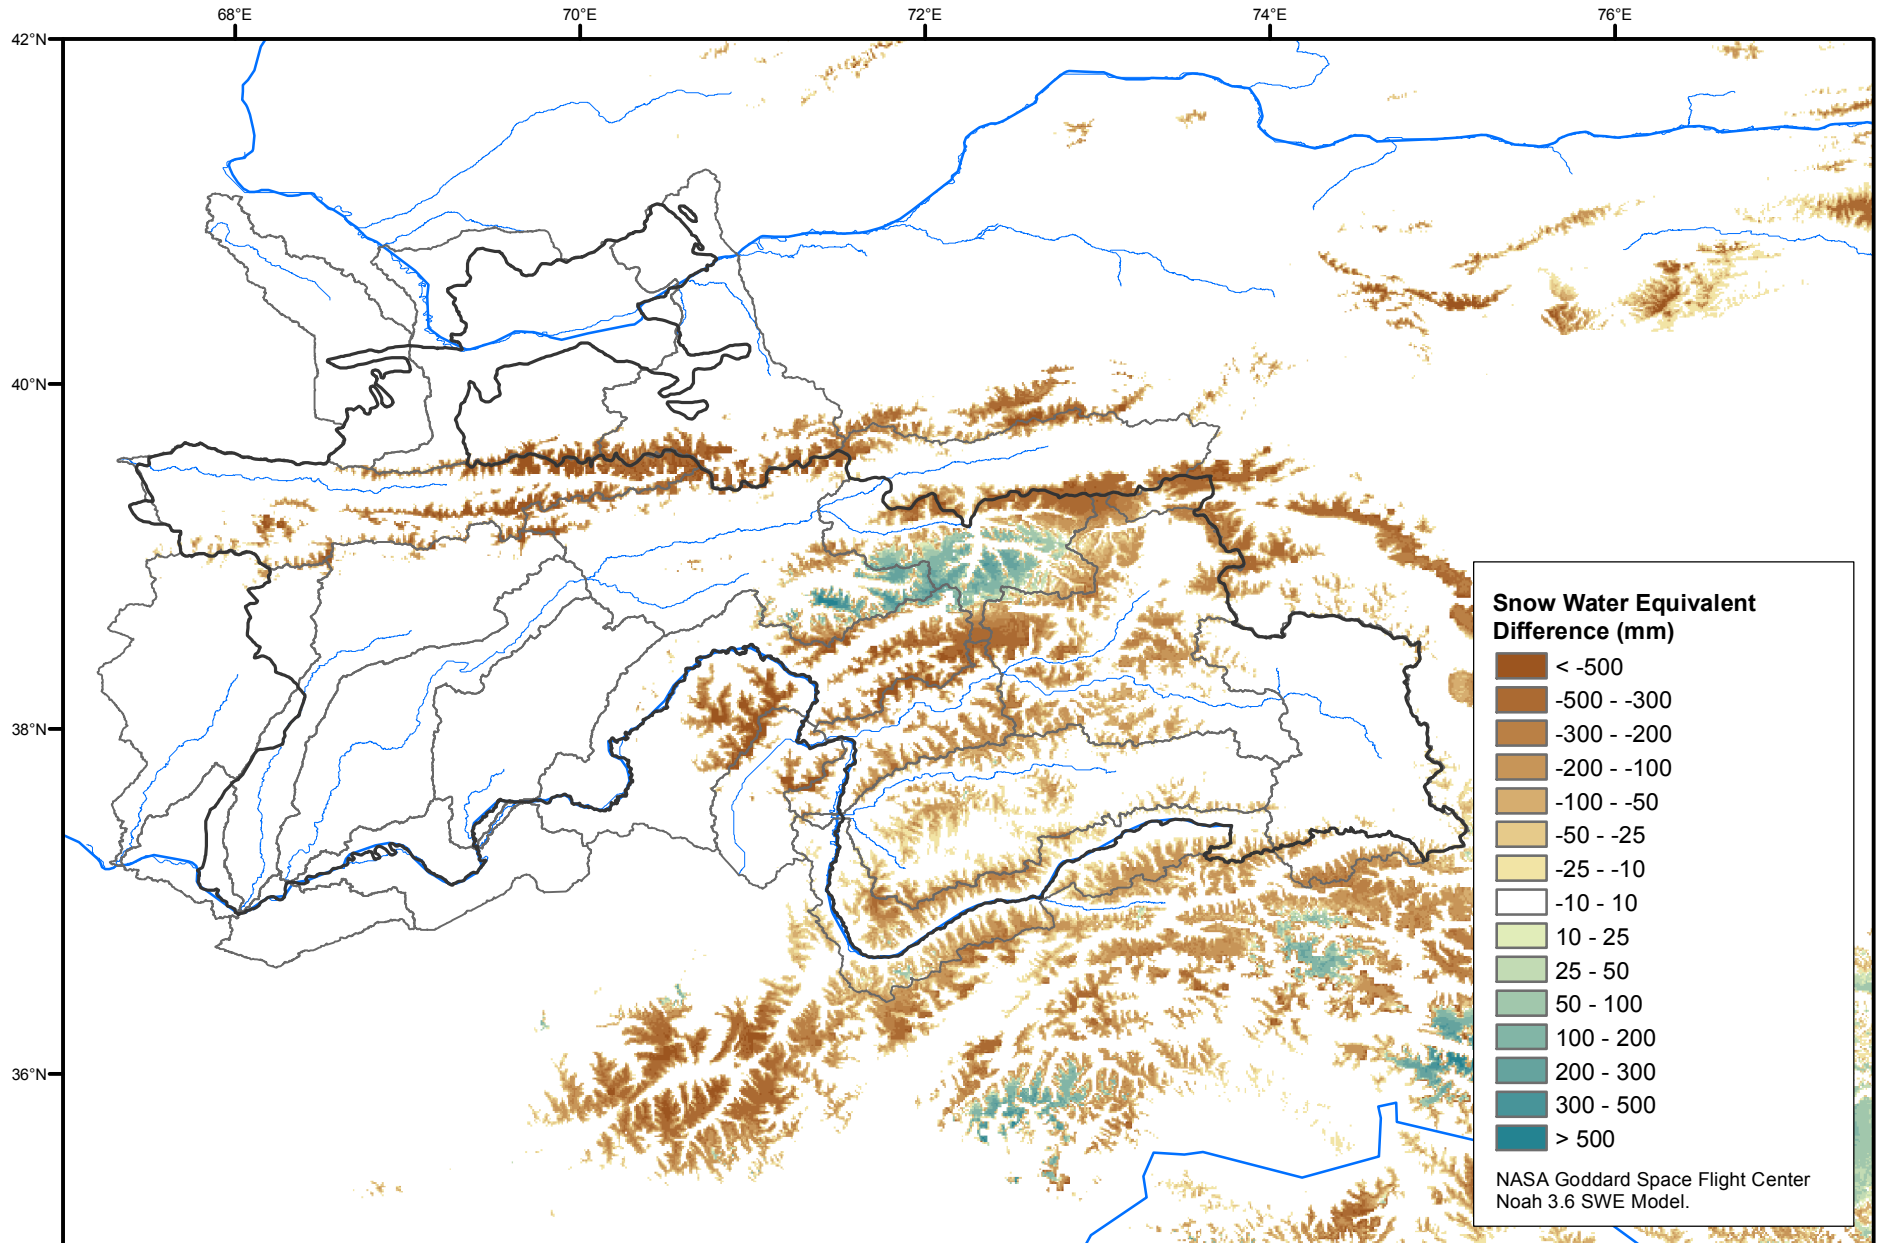 68°E
70°E
72°E
74°E
76°E
42°N
40°N
38°N
36°N
Snow Water Equivalent
Difference (mm)
< -500
-500 - -300
-300 - -200
-200 - -100
-100 - -50
-50 - -25
-25 - -10
-10 - 10
10 - 25
25 - 50
50 - 100
100 - 200
200 - 300
300 - 500
> 500
NASA Goddard Space Flight Center
Noah 3.6 SWE Model.